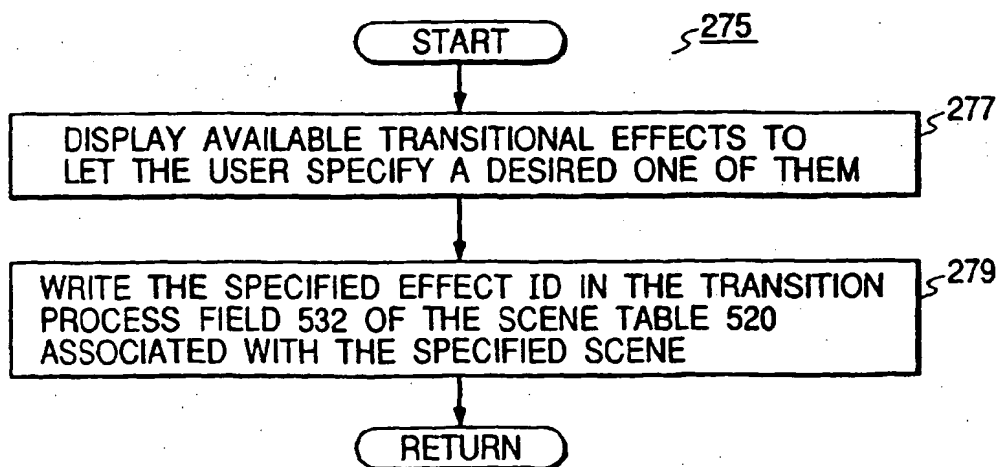 START
275
DISPLAY AVAILABLE TRANSITIONAL EFFECTS TO
LET THE USER SPECIFY A DESIRED ONE OF THEM
277
WRITE THE SPECIFIED EFFECT ID IN THE TRANSITION
PROCESS FIELD 532 OF THE SCENE TABLE 520
ASSOCIATED WITH THE SPECIFIED SCENE
279
RETURN